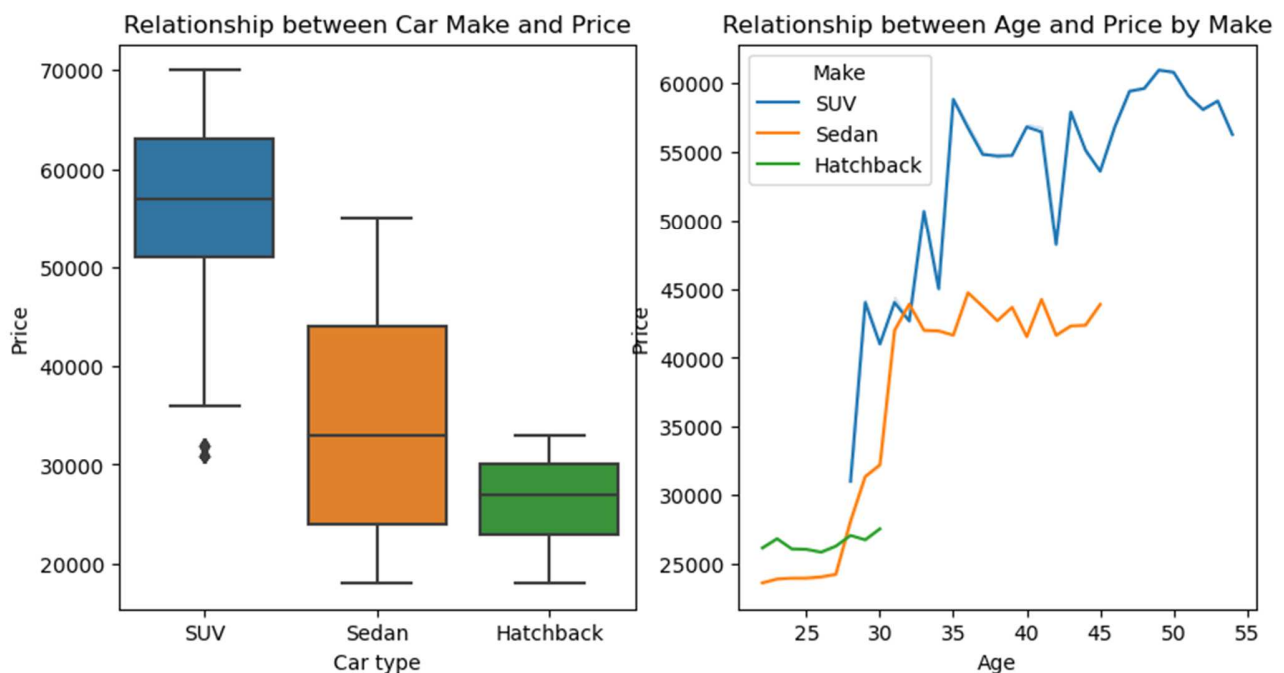 Relationship between Car Make and Price
70000
60000
50000
40000
30000
20000
Price
SUV
Sedan
Hatchback
Car type
Relationship between Age and Price by Make
Make
SUV
Sedan
Hatchback
60000
55000
50000
45000
40000
35000
30000
25000
Price
25
30
35
40
45
50
55
Age